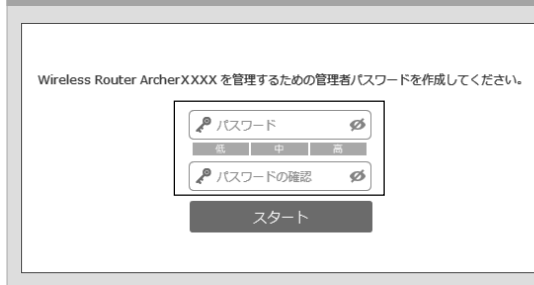 Wireless Router ArcherXXXX を管理するための管理者パスワードを作成してください。
パスワード
低 中 高
パスワードの確認
スタート